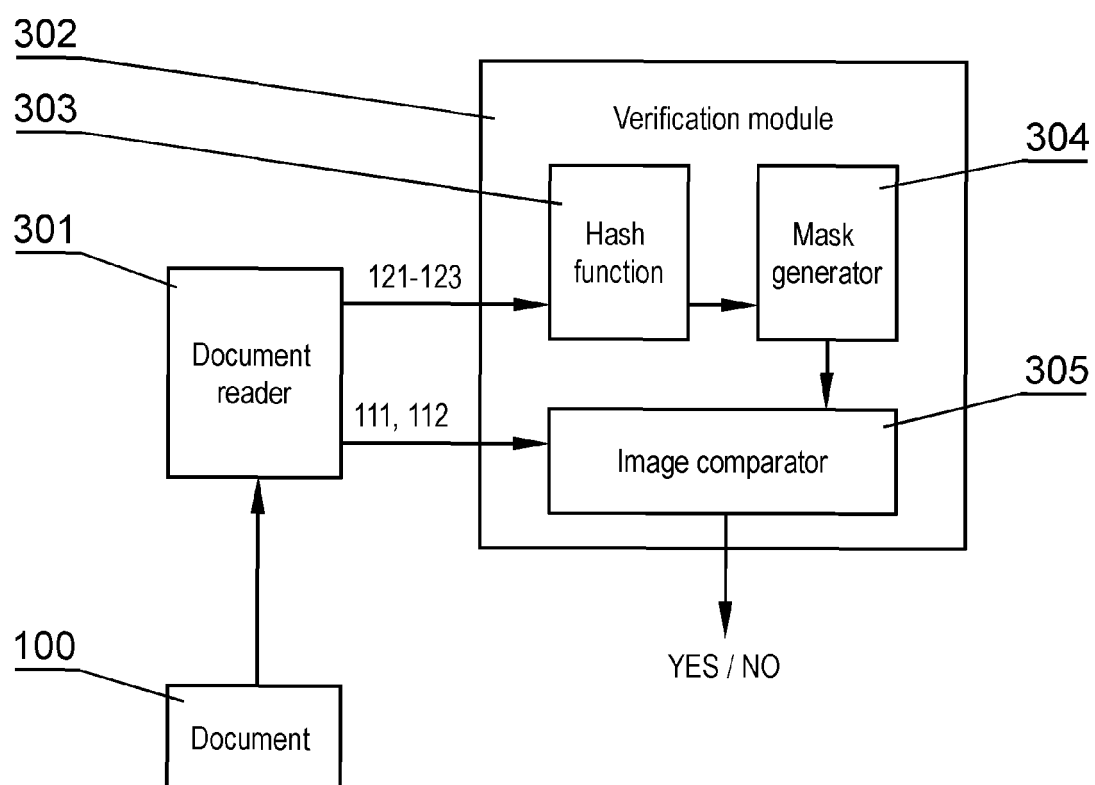 302
303
Verification module
304
301
Hash
function
Mask
generator
121-123
Document
reader
305
111, 112
Image comparator
100
YES / NO
Document